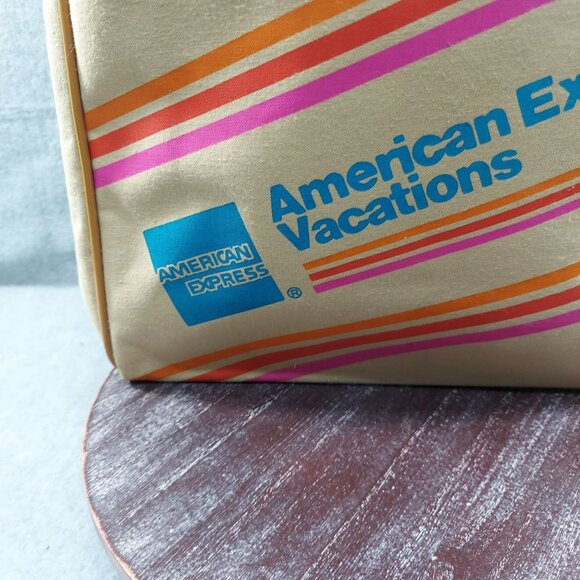 American Ex
Vacations
AMERICAN
EXPRESS
®